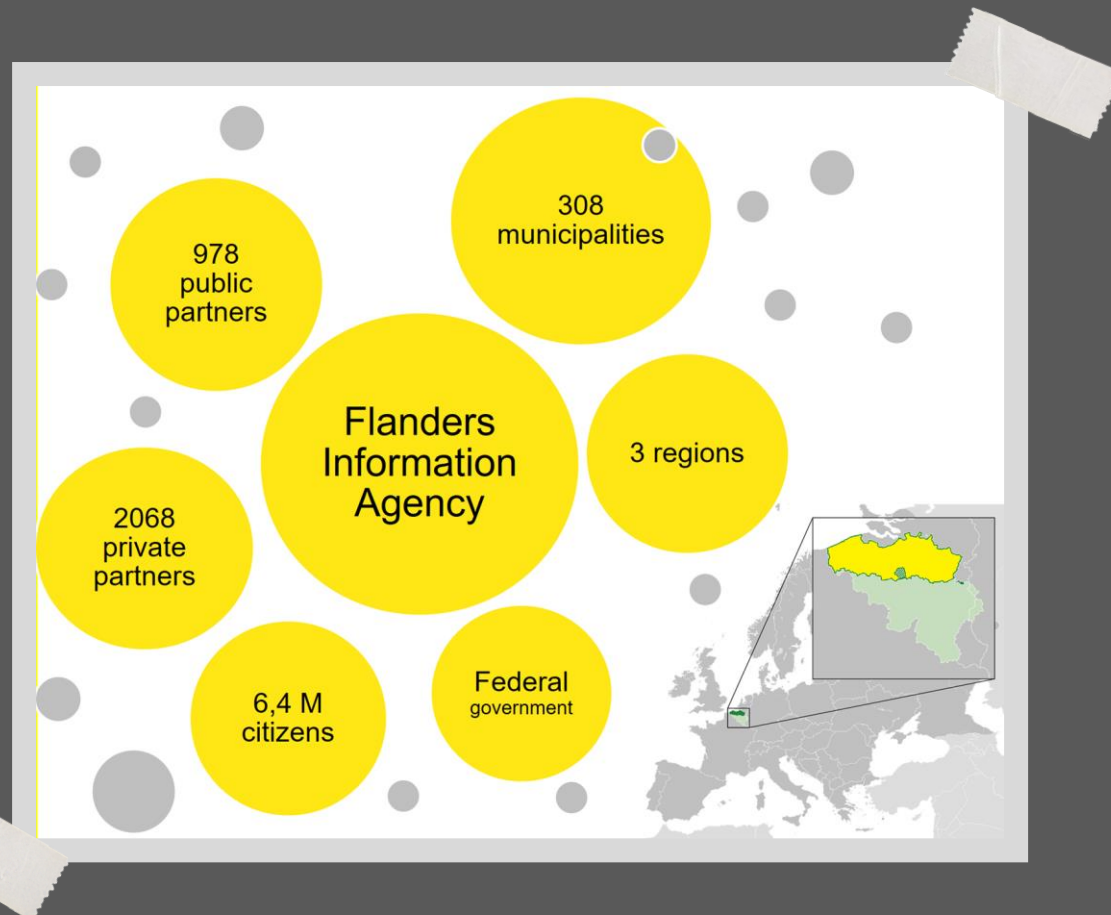 308
municipalities
978
public
partners
Flanders
Information
Agency
3 regions
2068
private
partners
6,4 M
citizens
Federal
government